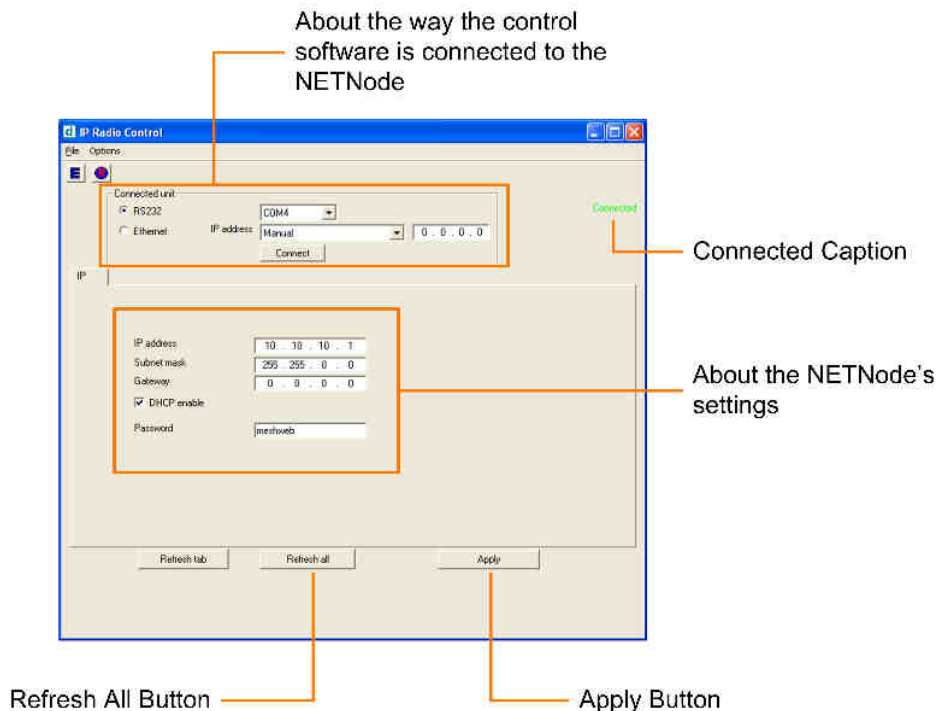 About the way the control
software is connected to the
NETNode
IP Radio Control
File Options
E
Connected unit
RS232
COM4
Connected
Ethernet
IP address
Manual
0 . 0 . 0 . 0
Connect
Connected Caption
IP
IP address
10 . 10 . 10 . 1
Subnet mask
255 . 255 . 0 . 0
Gateway
0 . 0 . 0 . 0
DHCP enable
About the NETNode's
settings
Password
meshweb
Refresh tab
Refresh all
Apply
Refresh All Button
Apply Button